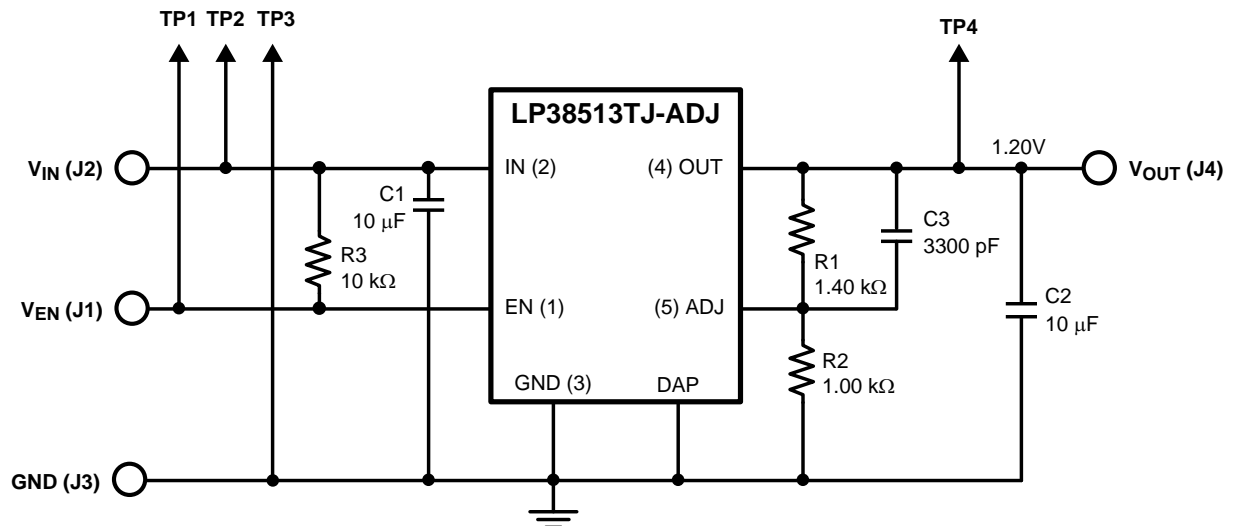 TP1 TP2 TP3
TP4
LP38513TJ-ADJ
V_IN (J2)
IN (2)
(4) OUT
1.20V
V_OUT (J4)
C1
10 μF
R3
10 kΩ
R1
1.40 kΩ
C3
3300 pF
V_EN (J1)
EN (1)
(5) ADJ
C2
10 μF
R2
1.00 kΩ
GND (3)
DAP
GND (J3)